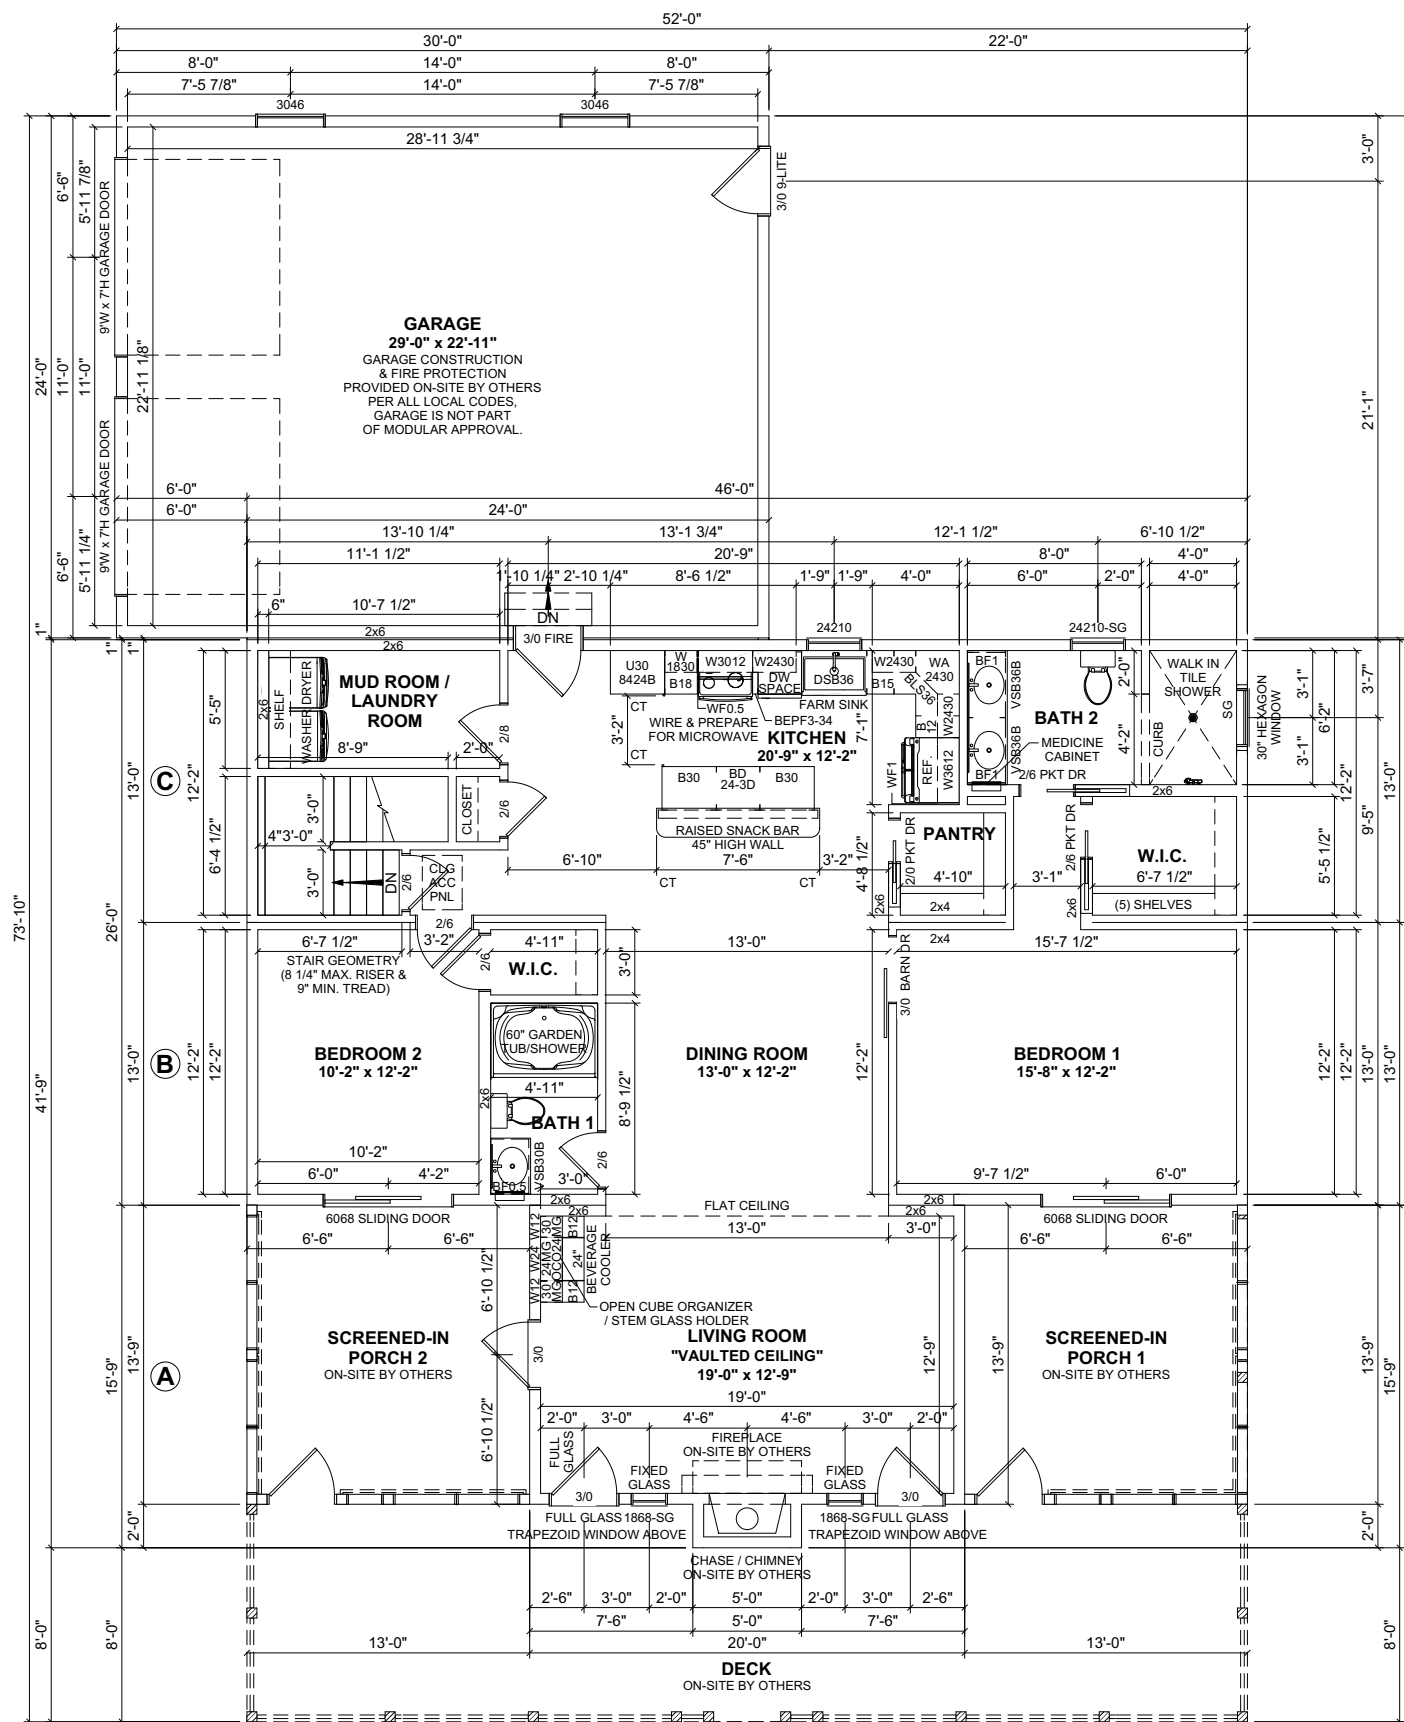 52'-0"
30'-0" 22'-0"
8'-0" 14'-0" 8'-0"
7'-5 7/8" 14'-0" 7'-5 7/8"
3046 3046
28'-11 3/4"
3/0 9-LITE
3'-0"
21'-1"
6'-6"
5'-11 7/8"
9'W x 7'H GARAGE DOOR
24'-0"
11'-0"
11'-0"
22'-11 1/8"
GARAGE
29'-0" x 22'-11"
GARAGE CONSTRUCTION
& FIRE PROTECTION
PROVIDED ON-SITE BY OTHERS
PER ALL LOCAL CODES,
GARAGE IS NOT PART
OF MODULAR APPROVAL.
9'W x 7'H GARAGE DOOR
6'-6"
5'-11 1/4"
6'-0" 46'-0"
6'-0" 24'-0"
13'-10 1/4" 13'-1 3/4" 12'-1 1/2" 6'-10 1/2"
11'-1 1/2" 20'-9" 8'-0" 4'-0"
1'-10 1/4" 2'-10 1/4" 8'-6 1/2" 1'-9" 1'-9" 4'-0" 6'-0" 2'-0" 4'-0"
6" 10'-7 1/2"
DN
1" 1" 1"
2x6
2x6
3/0 FIRE
24210 24210-SG
MUD ROOM /
LAUNDRY
ROOM
SHELF
DRYER
WASHER
2x6
5'-5"
8'-9" 2'-0"
2/8
U30
8424B
W
1830
B18
W3012
W2430
DW
SPACE
DSB36
W2430
B15
WA
2430
BLS36
B
12
W2430
W3612
REF.
WF1
CT
3'-2"
CT
WF0.5
WIRE & PREPARE
FOR MICROWAVE
BEPF3-34
FARM SINK
KITCHEN
20'-9" x 12'-2"
7'-1"
B30
BD
24-3D
B30
RAISED SNACK BAR
45" HIGH WALL
6'-10" 7'-6" 3'-2"
CT CT
BF1
VSB36B
VSB36B
BF1
BATH 2
MEDICINE
CABINET
2/6 PKT DR
2'-0"
4'-2"
CURB
WALK IN
TILE
SHOWER
SG
30" HEXAGON
WINDOW
3'-1"
3'-1"
6'-2"
3'-7"
2x6
12'-2"
9'-5"
13'-0"
PANTRY
2/0 PKT DR
4'-8 1/2"
4'-10"
2x4
2x6
3'-1"
2/6 PKT DR
2x6
W.I.C.
6'-7 1/2"
(5) SHELVES
5'-5 1/2"
C
13'-0"
12'-2"
6'-4 1/2"
3'-0"
4" 3'-0"
3'-0"
CLOSET
2/6
DN
2/6
CLG
ACC
PNL
73'-10"
26'-0"
2/6
6'-7 1/2" 3'-2" 4'-11" 13'-0" 15'-7 1/2"
STAIR GEOMETRY
(8 1/4" MAX. RISER &
9" MIN. TREAD)
2/6
W.I.C.
3'-0"
2x4
3/0 BARN DR
B
13'-0"
12'-2"
12'-2"
BEDROOM 2
10'-2" x 12'-2"
60" GARDEN
TUB/SHOWER
4'-11"
2x6
BATH 1
8'-9 1/2"
2/6
VSB30B
BF0.5
3'-0"
DINING ROOM
13'-0" x 12'-2"
12'-2"
BEDROOM 1
15'-8" x 12'-2"
12'-2"
12'-2"
13'-0"
13'-0"
41'-9"
10'-2"
6'-0" 4'-2"
9'-7 1/2" 6'-0"
2x6
2x6
FLAT CEILING
2x6
2x6
6068 SLIDING DOOR
6068 SLIDING DOOR
6'-6" 6'-6"
13'-0" 3'-0"
6'-6" 6'-6"
W12
W24
W12
30
24MG
24MG
OCO
30
MG
B12
24"
B12
BEVERAGE
COOLER
OPEN CUBE ORGANIZER
/ STEM GLASS HOLDER
6'-10 1/2"
6'-10 1/2"
SCREENED-IN
PORCH 2
ON-SITE BY OTHERS
3/0
LIVING ROOM
"VAULTED CEILING"
19'-0" x 12'-9"
12'-9"
13'-9"
SCREENED-IN
PORCH 1
ON-SITE BY OTHERS
A
15'-9"
13'-9"
13'-9"
15'-9"
19'-0"
2'-0" 3'-0" 4'-6" 4'-6" 3'-0" 2'-0"
FULL
GLASS
FIREPLACE
ON-SITE BY OTHERS
FIXED
GLASS
FIXED
GLASS
3/0 3/0
FULL GLASS 1868-SG
TRAPEZOID WINDOW ABOVE
1868-SG FULL GLASS
TRAPEZOID WINDOW ABOVE
2'-0" 2'-0"
CHASE / CHIMNEY
ON-SITE BY OTHERS
2'-6" 3'-0" 2'-0" 5'-0" 2'-0" 3'-0" 2'-6"
7'-6" 5'-0" 7'-6"
8'-0" 8'-0" 8'-0"
13'-0" 20'-0" 13'-0"
DECK
ON-SITE BY OTHERS